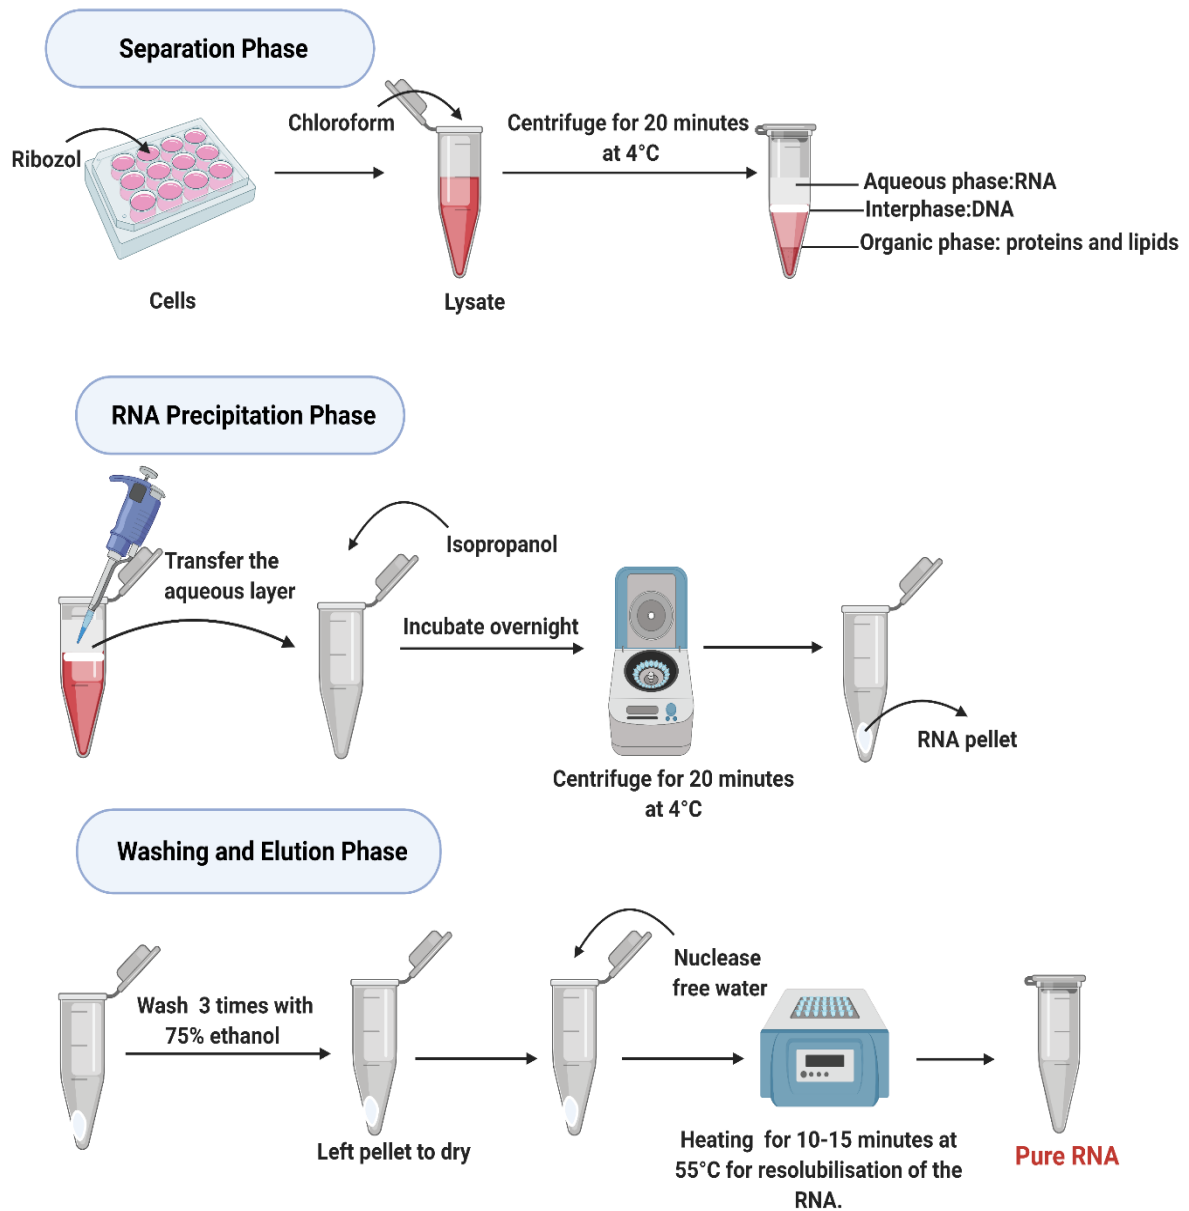 Separation Phase
Ribozol
Chloroform
Centrifuge for 20 minutes
at 4°C
Aqueous phase:RNA
Interphase:DNA
Organic phase: proteins and lipids
Cells
Lysate
RNA Precipitation Phase
Transfer the
aqueous layer
Isopropanol
Incubate overnight
Centrifuge for 20 minutes
at 4°C
RNA pellet
Washing and Elution Phase
Wash 3 times with
75% ethanol
Left pellet to dry
Nuclease
free water
Heating for 10-15 minutes at
55°C for resolubilisation of the
RNA.
Pure RNA